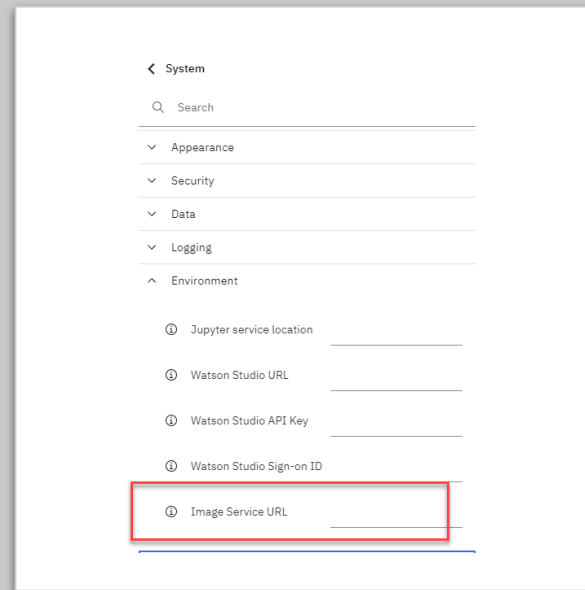 System
Search
Appearance
Security
Data
Logging
Environment
Jupyter service location
Watson Studio URL
Watson Studio API Key
Watson Studio Sign-on ID
Image Service URL